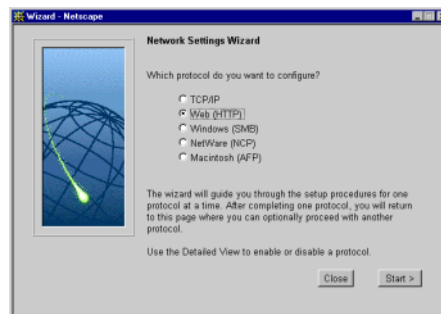 Wizard - Netscape
Network Settings Wizard
Which protocol do you want to configure?
TCP/IP
Web (HTTP)
Windows (SMB)
NetWare (NCP)
Macintosh (AFP)
The wizard will guide you through the setup procedures for one
protocol at a time. After completing one protocol, you will return
to this page where you can optionally proceed with another
protocol.
Use the Detailed View to enable or disable a protocol.
Close
Start >